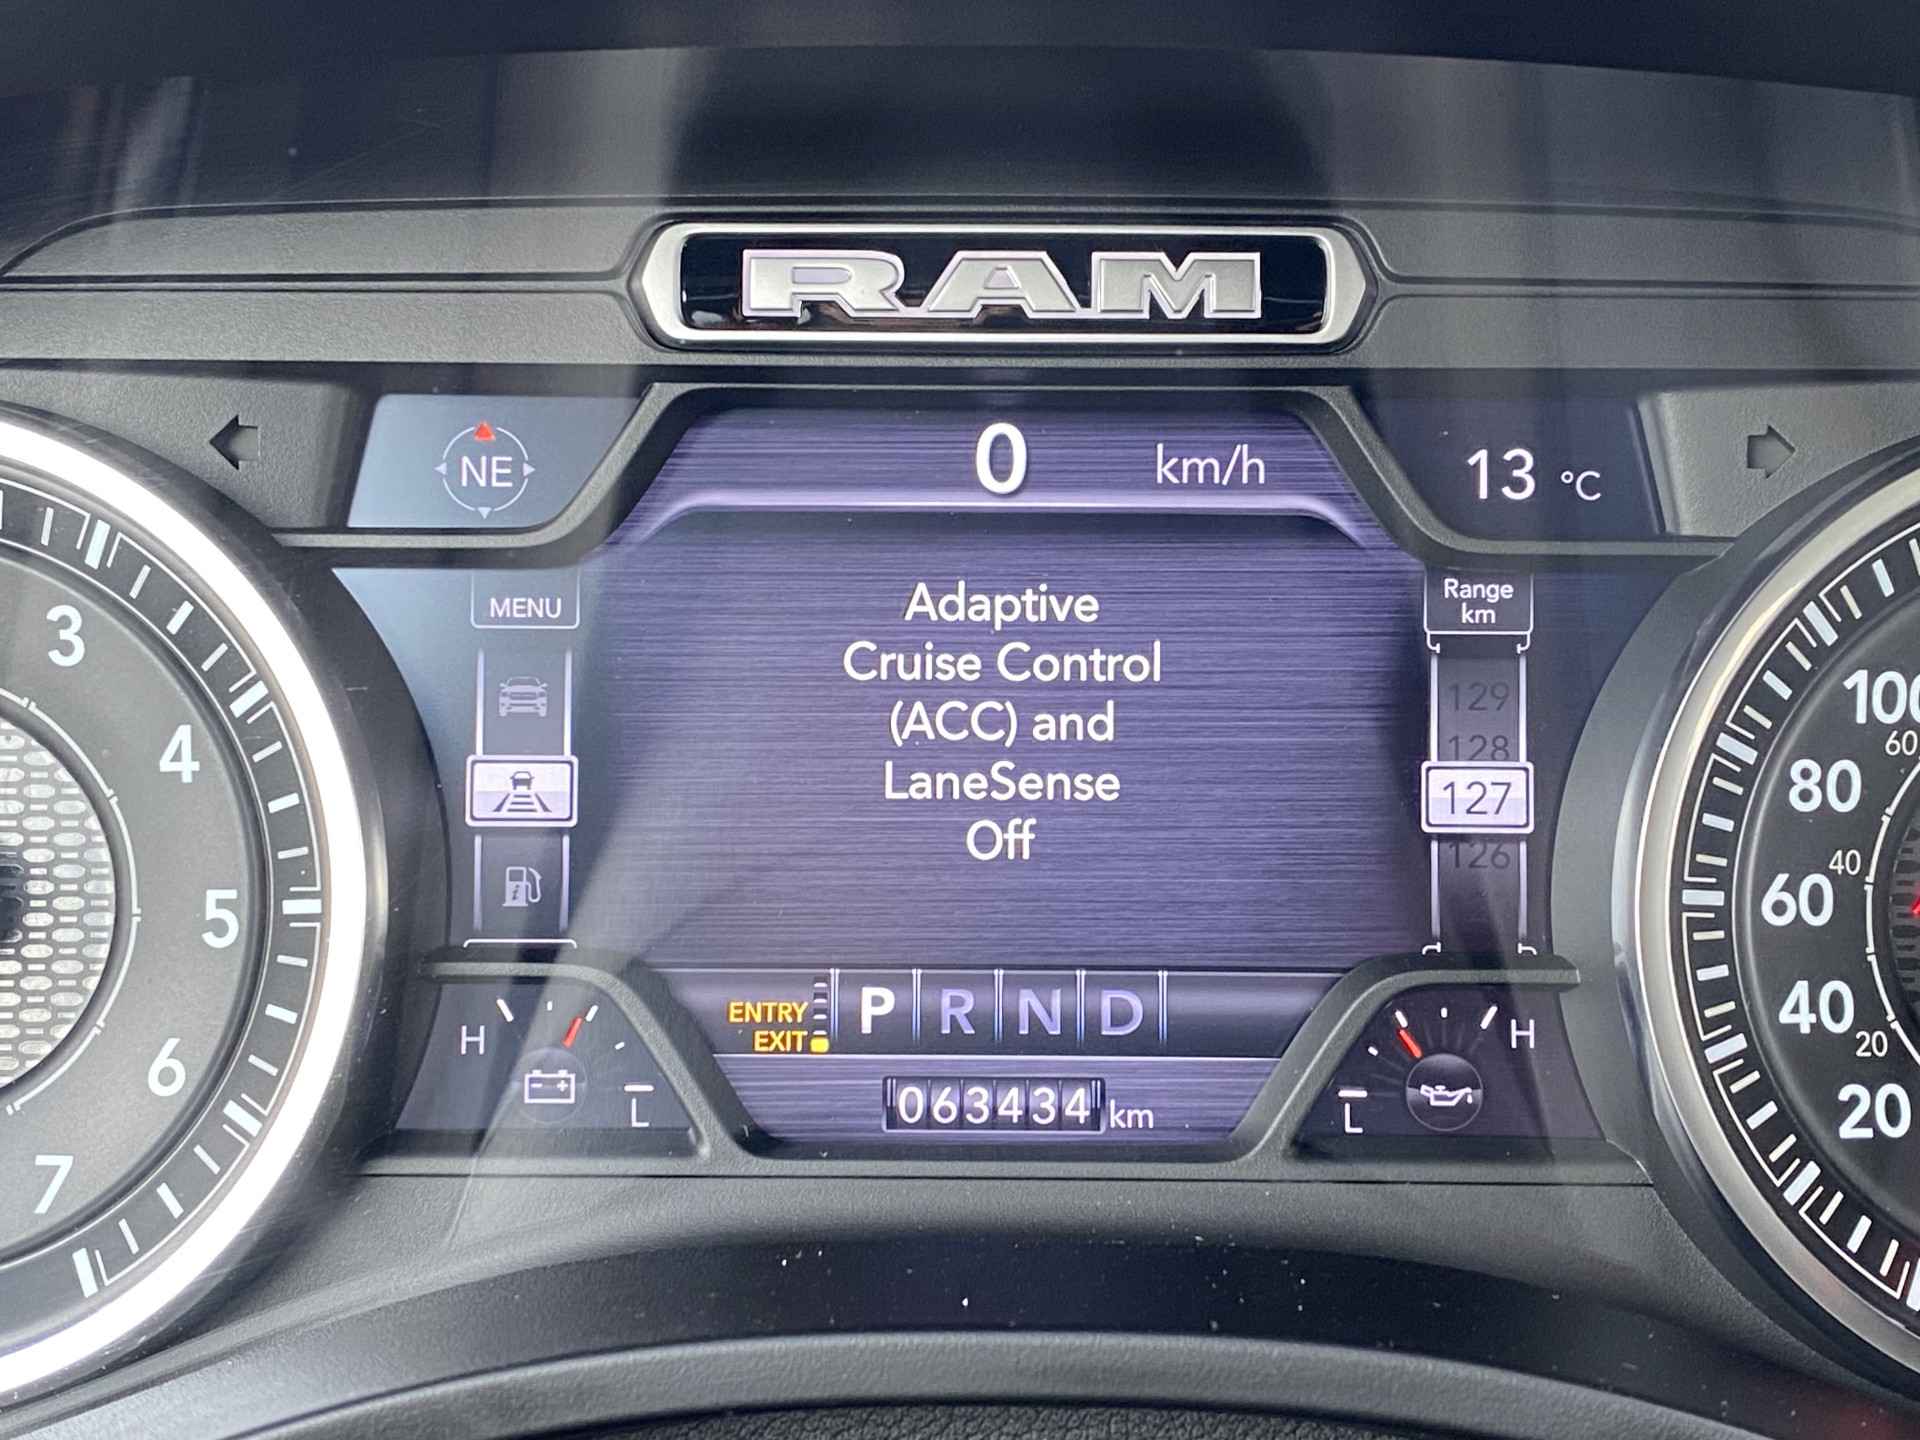 RAM
NE
0 km/h
13 °C
MENU
Adaptive
Cruise Control
(ACC) and
LaneSense
Off
Range
km
129
128
127
126
3
4
5
6
7
100
60
80
40
60
40
20
20
ENTRY
EXIT
P R N D
H
L
063434 km
H
L